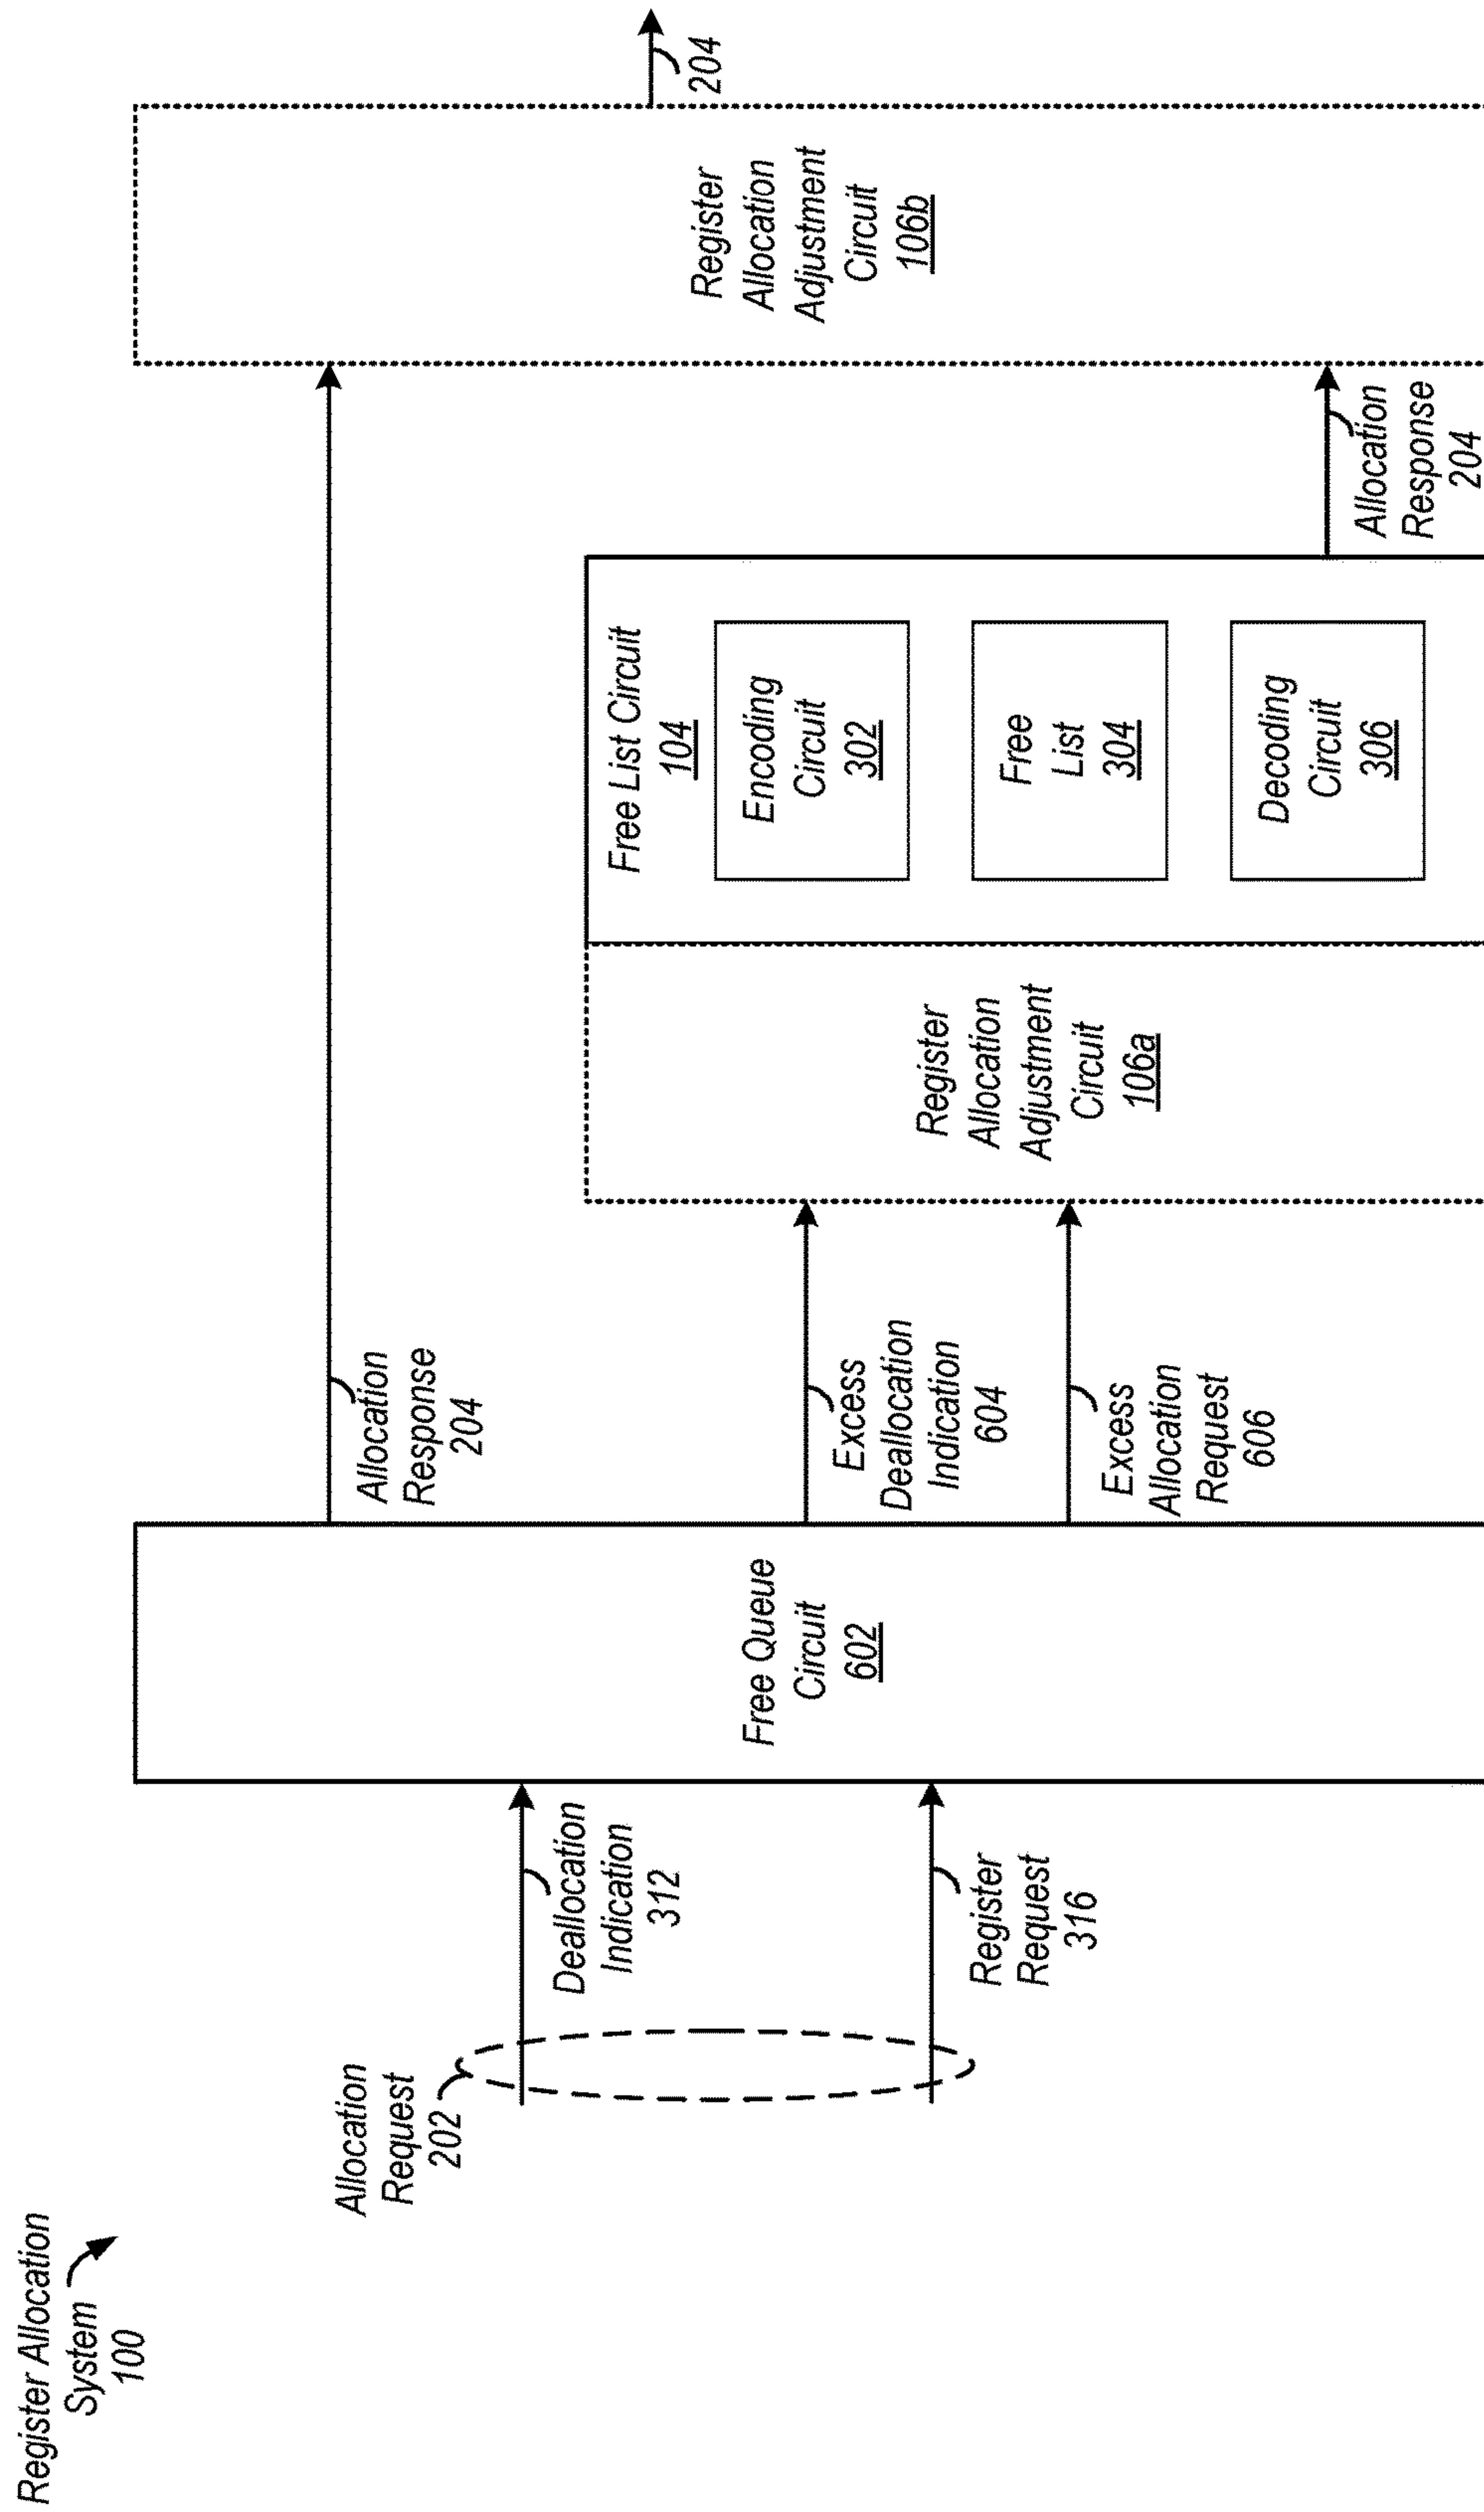 Register Allocation
System
100
Allocation
Request
202
Deallocation
Indication
312
Register
Request
316
Free Queue
Circuit
602
Allocation
Response
204
Excess
Deallocation
Indication
604
Excess
Allocation
Request
606
Register
Allocation
Adjustment
Circuit
106a
Free List Circuit
104
Encoding
Circuit
302
Free
List
304
Decoding
Circuit
306
Allocation
Response
204
Register
Allocation
Adjustment
Circuit
106b
204